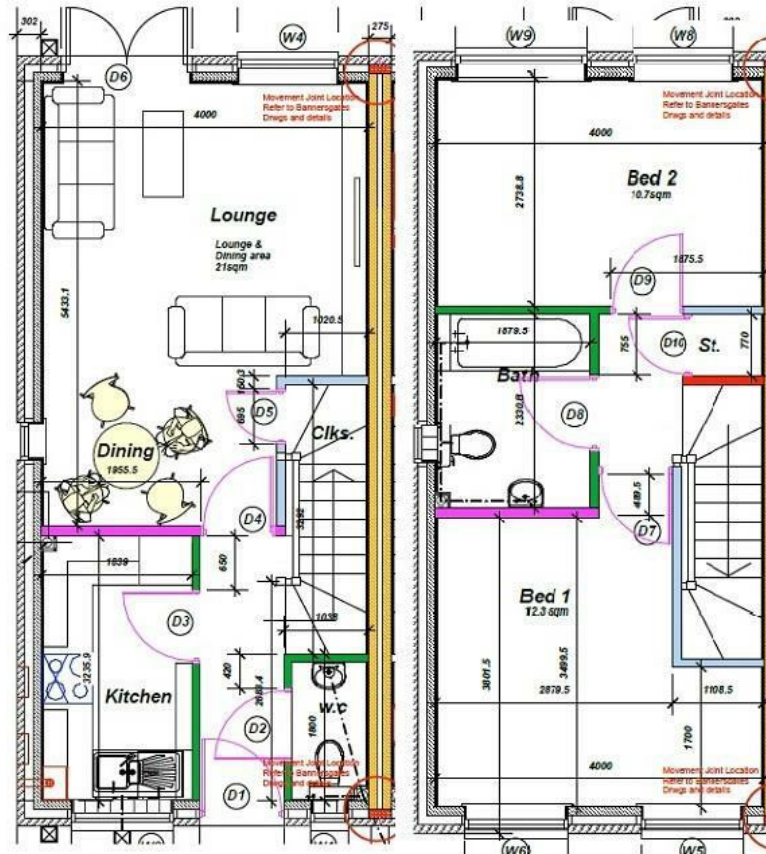 302
275
W4
D6
Movement Joint Location
Refer to Bannersgates
Drwgs and details
4000
Lounge
Lounge &
Dining area
21sqm
5433.1
1020.5
150.3
D5
695
Clks.
Dining
1955.5
D4
3292
650
1839
D3
1038
3235.9
420
2663.4
Kitchen
W.C
D2
1800
Movement Joint Location
Refer to Bannersgates
Drwgs and details
D1
W9
W8
Movement Joint Location
Refer to Bannersgates
Drwgs and details
4000
Bed 2
10.7sqm
2738.8
1875.5
D9
1879.5
755
D10
St.
770
Bath
2330.8
D8
489.5
D7
Bed 1
12.3 sqm
3801.5
3499.5
2879.5
1108.5
1700
4000
Movement Joint Location
Refer to Bannersgates
Drwgs and details
W6
W5